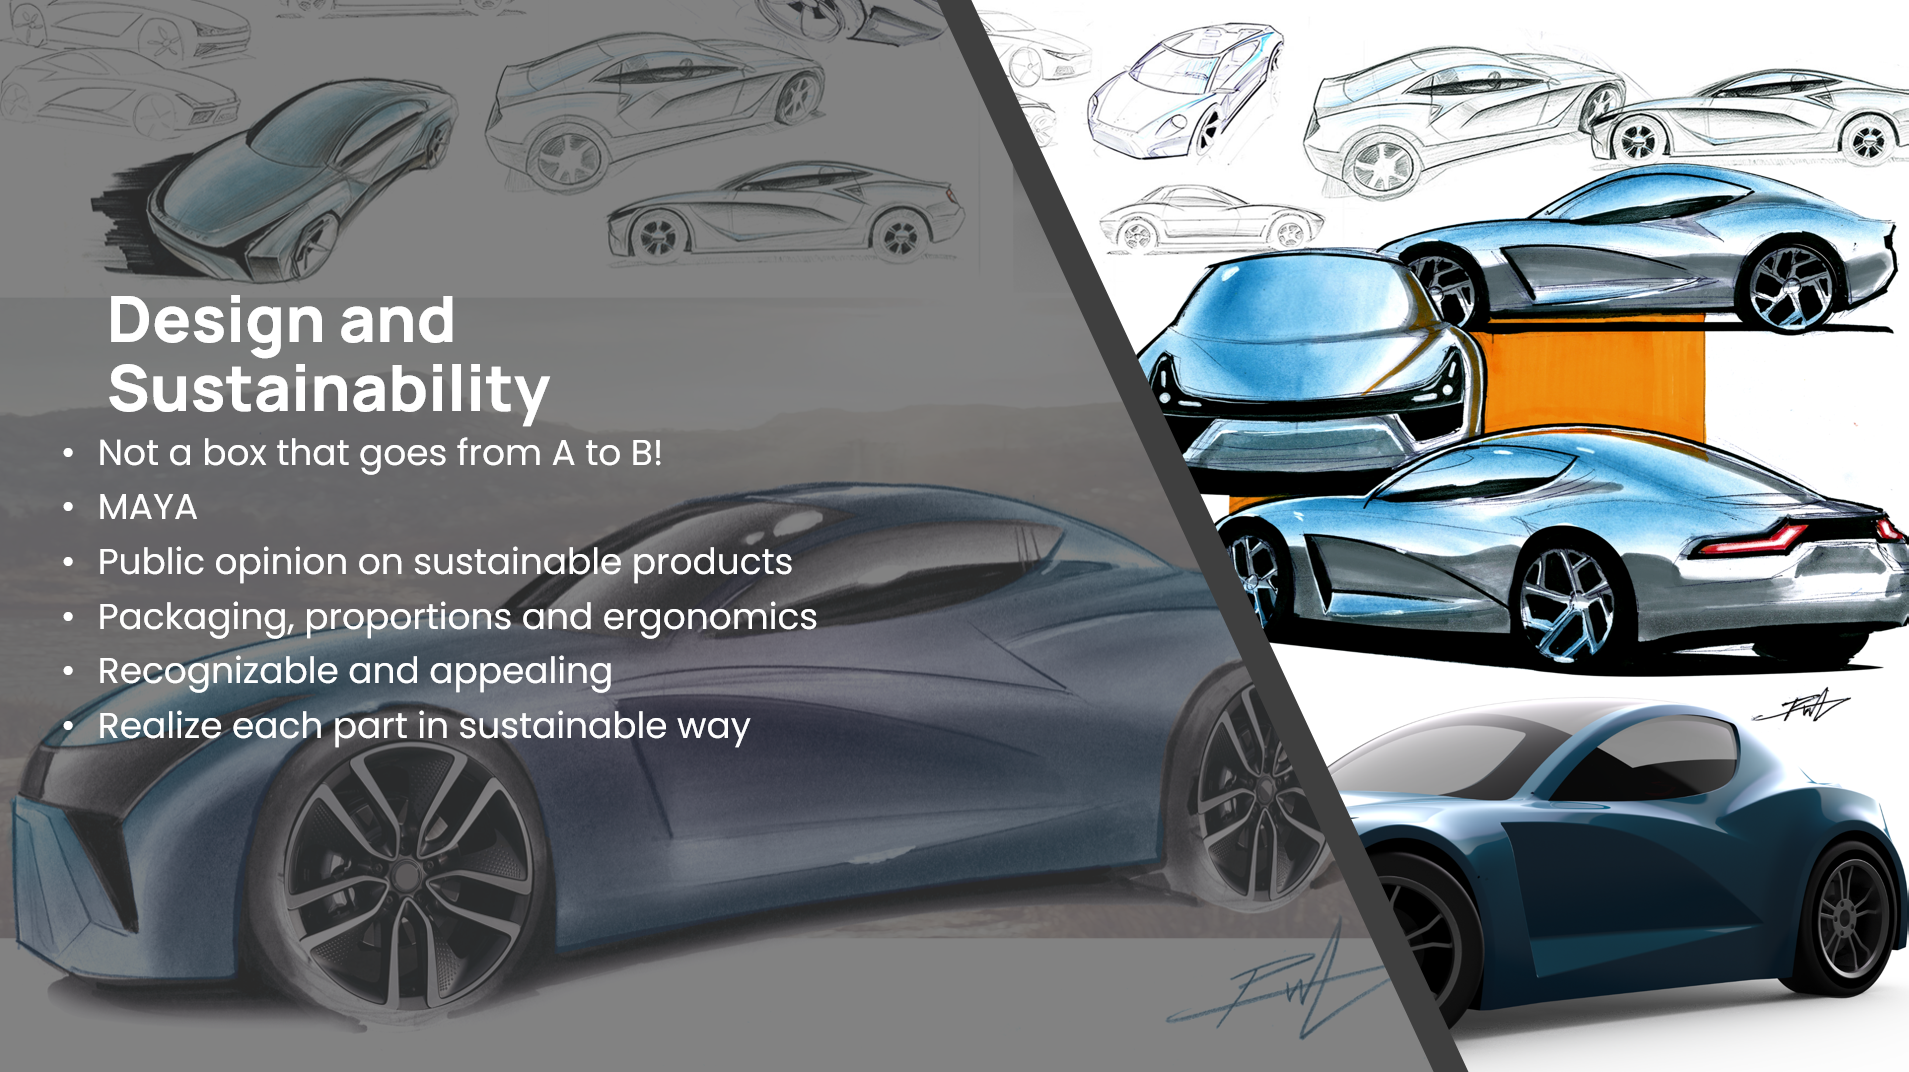 Design and
Sustainability
• Not a box that goes from A to B!
• MAYA
• Public opinion on sustainable products
• Packaging, proportions and ergonomics
• Recognizable and appealing
• Realize each part in sustainable way